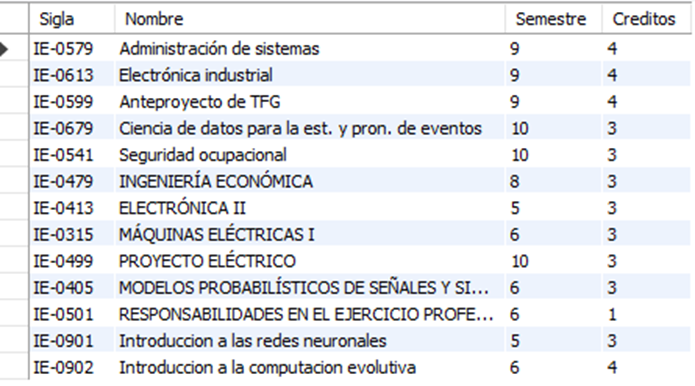 Sigla Nombre Semestre Creditos
IE-0579 Administración de sistemas 9 4
IE-0613 Electrónica industrial 9 4
IE-0599 Anteproyecto de TFG 9 4
IE-0679 Ciencia de datos para la est. y pron. de eventos 10 3
IE-0541 Seguridad ocupacional 10 3
IE-0479 INGENIERÍA ECONÓMICA 8 3
IE-0413 ELECTRÓNICA II 5 3
IE-0315 MÁQUINAS ELÉCTRICAS I 6 3
IE-0499 PROYECTO ELÉCTRICO 10 3
IE-0405 MODELOS PROBABILÍSTICOS DE SEÑALES Y SI... 6 3
IE-0501 RESPONSABILIDADES EN EL EJERCICIO PROFE... 6 1
IE-0901 Introduccion a las redes neuronales 5 3
IE-0902 Introduccion a la computacion evolutiva 6 4